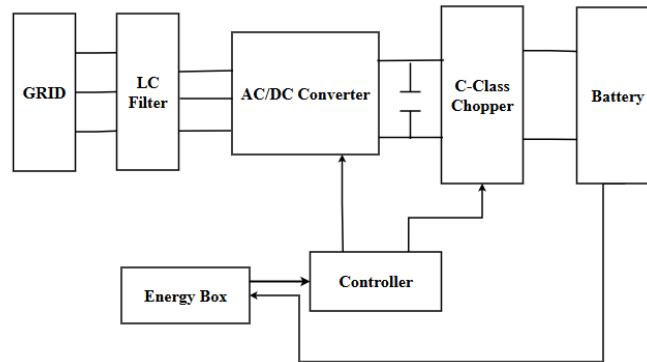 GRID
LC
Filter
AC/DC Converter
C-Class
Chopper
Battery
Energy Box
Controller